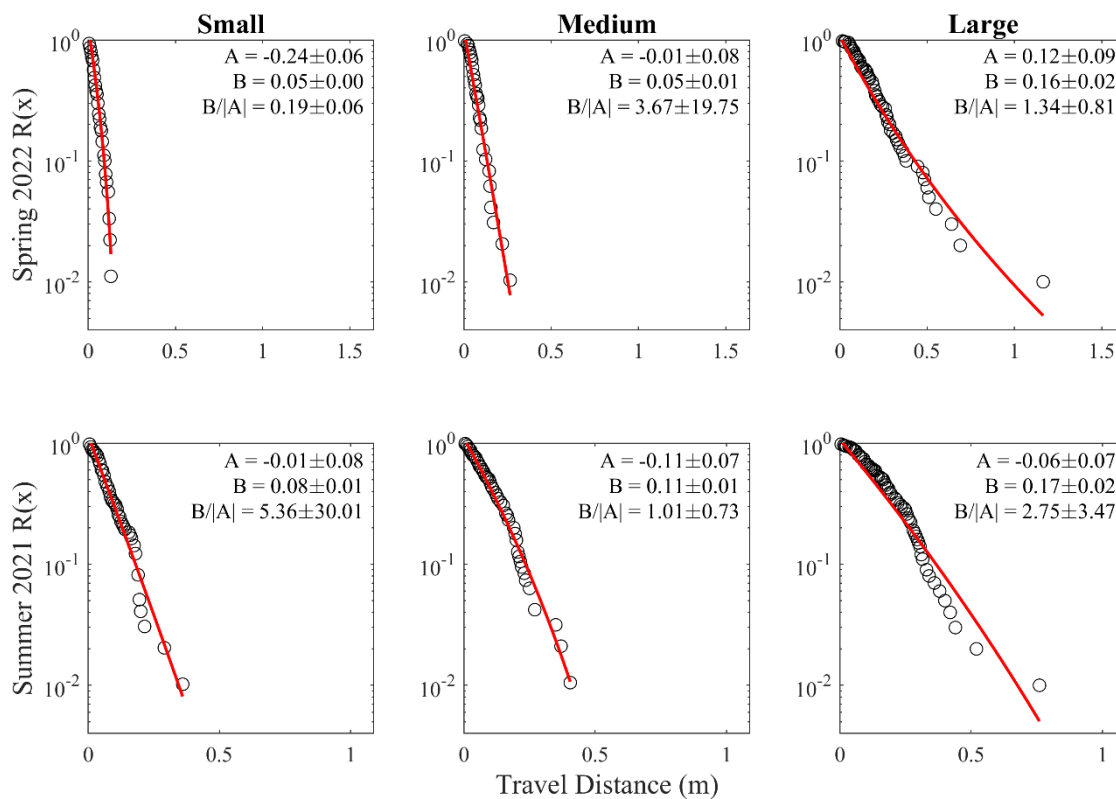 Small
Medium
Large
Spring 2022 R(x)
10^0
10^-1
10^-2
A = -0.24±0.06
B = 0.05±0.00
B/|A| = 0.19±0.06
0 0.5 1 1.5
A = -0.01±0.08
B = 0.05±0.01
B/|A| = 3.67±19.75
10^0
10^-1
10^-2
0 0.5 1 1.5
A = 0.12±0.09
B = 0.16±0.02
B/|A| = 1.34±0.81
10^0
10^-1
10^-2
0 0.5 1 1.5
Summer 2021 R(x)
10^0
10^-1
10^-2
A = -0.01±0.08
B = 0.08±0.01
B/|A| = 5.36±30.01
0 0.5 1
A = -0.11±0.07
B = 0.11±0.01
B/|A| = 1.01±0.73
10^0
10^-1
10^-2
0 0.5 1
A = -0.06±0.07
B = 0.17±0.02
B/|A| = 2.75±3.47
10^0
10^-1
10^-2
0 0.5 1
Travel Distance (m)